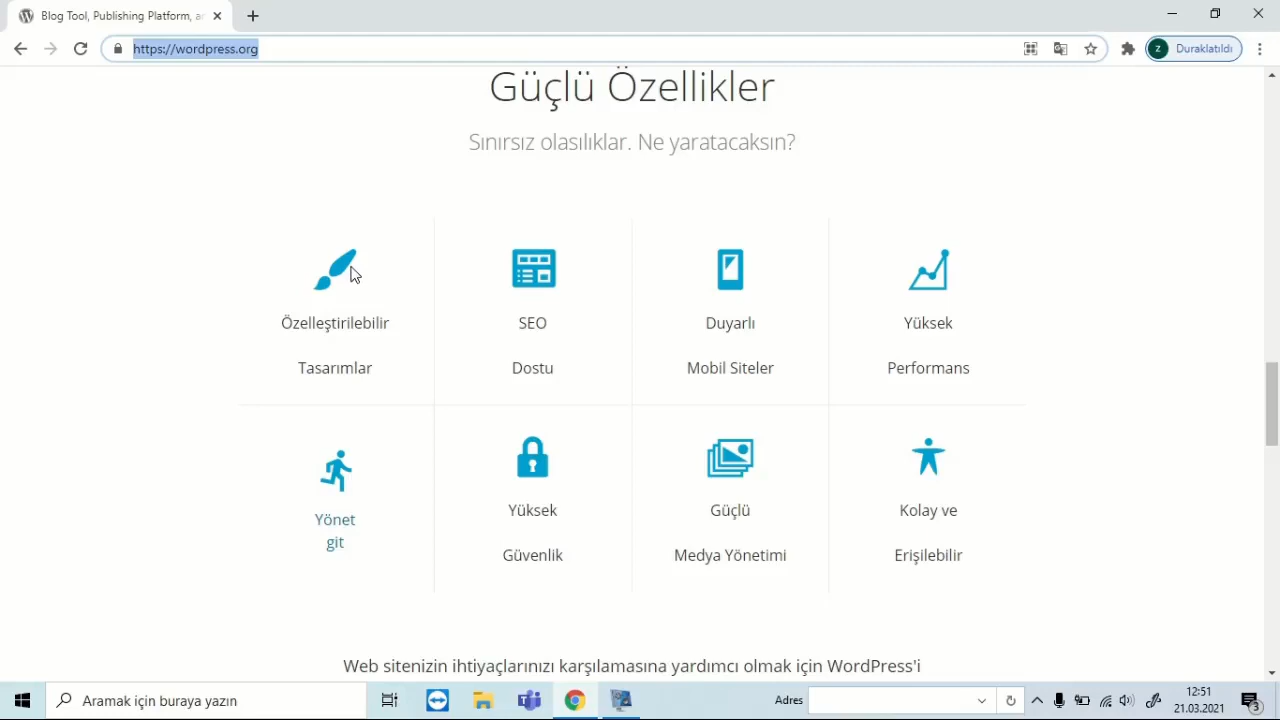 Blog Tool, Publishing Platform, an
https://wordpress.org
z
Duraklatıldı
Güçlü Özellikler
Sınırsız olasılıklar. Ne yaratacaksın?
Özelleştirilebilir
Tasarımlar
SEO
Dostu
Duyarlı
Mobil Siteler
Yüksek
Performans
Yönet
git
Yüksek
Güvenlik
Güçlü
Medya Yönetimi
Kolay ve
Erişilebilir
Web sitenizin ihtiyaçlarınızı karşılamasına yardımcı olmak için WordPress'i
Aramak için buraya yazın
Adres
12:51
21.03.2021
3